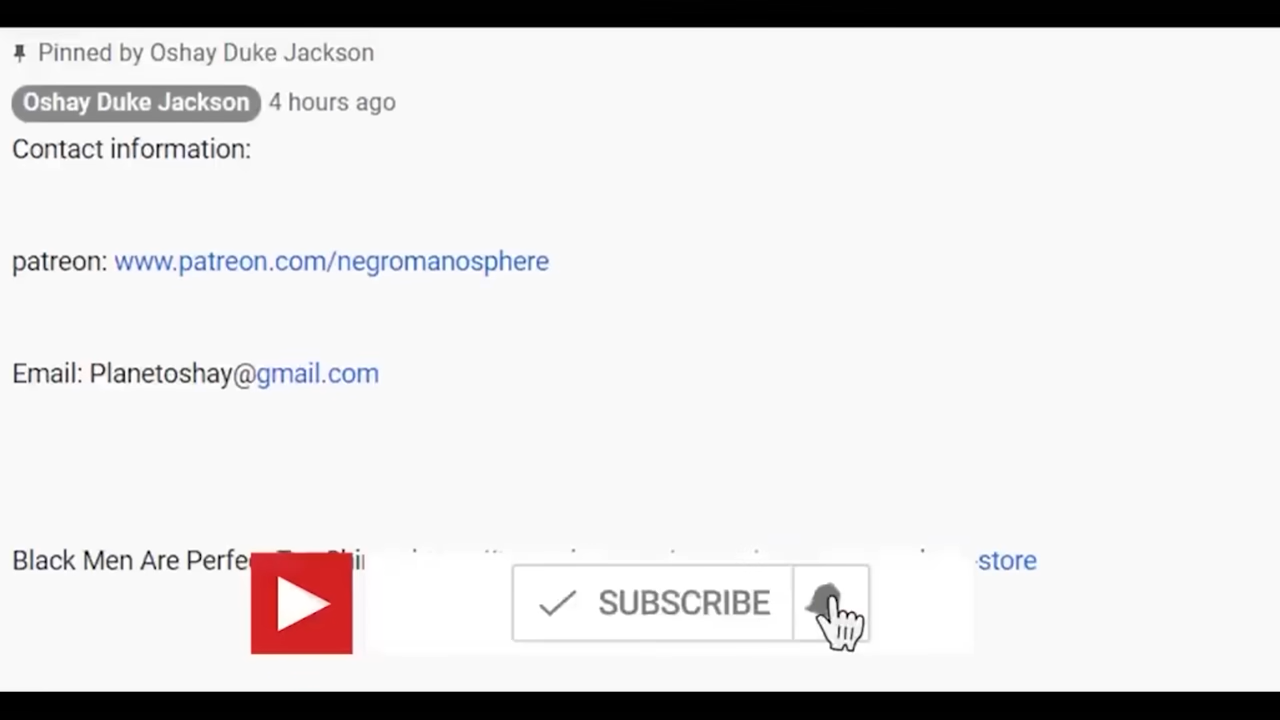 Pinned by Oshay Duke Jackson
Oshay Duke Jackson 4 hours ago
Contact information:
patreon: www.patreon.com/negromanosphere
Email: Planetoshay@gmail.com
Black Men Are -store
SUBSCRIBE